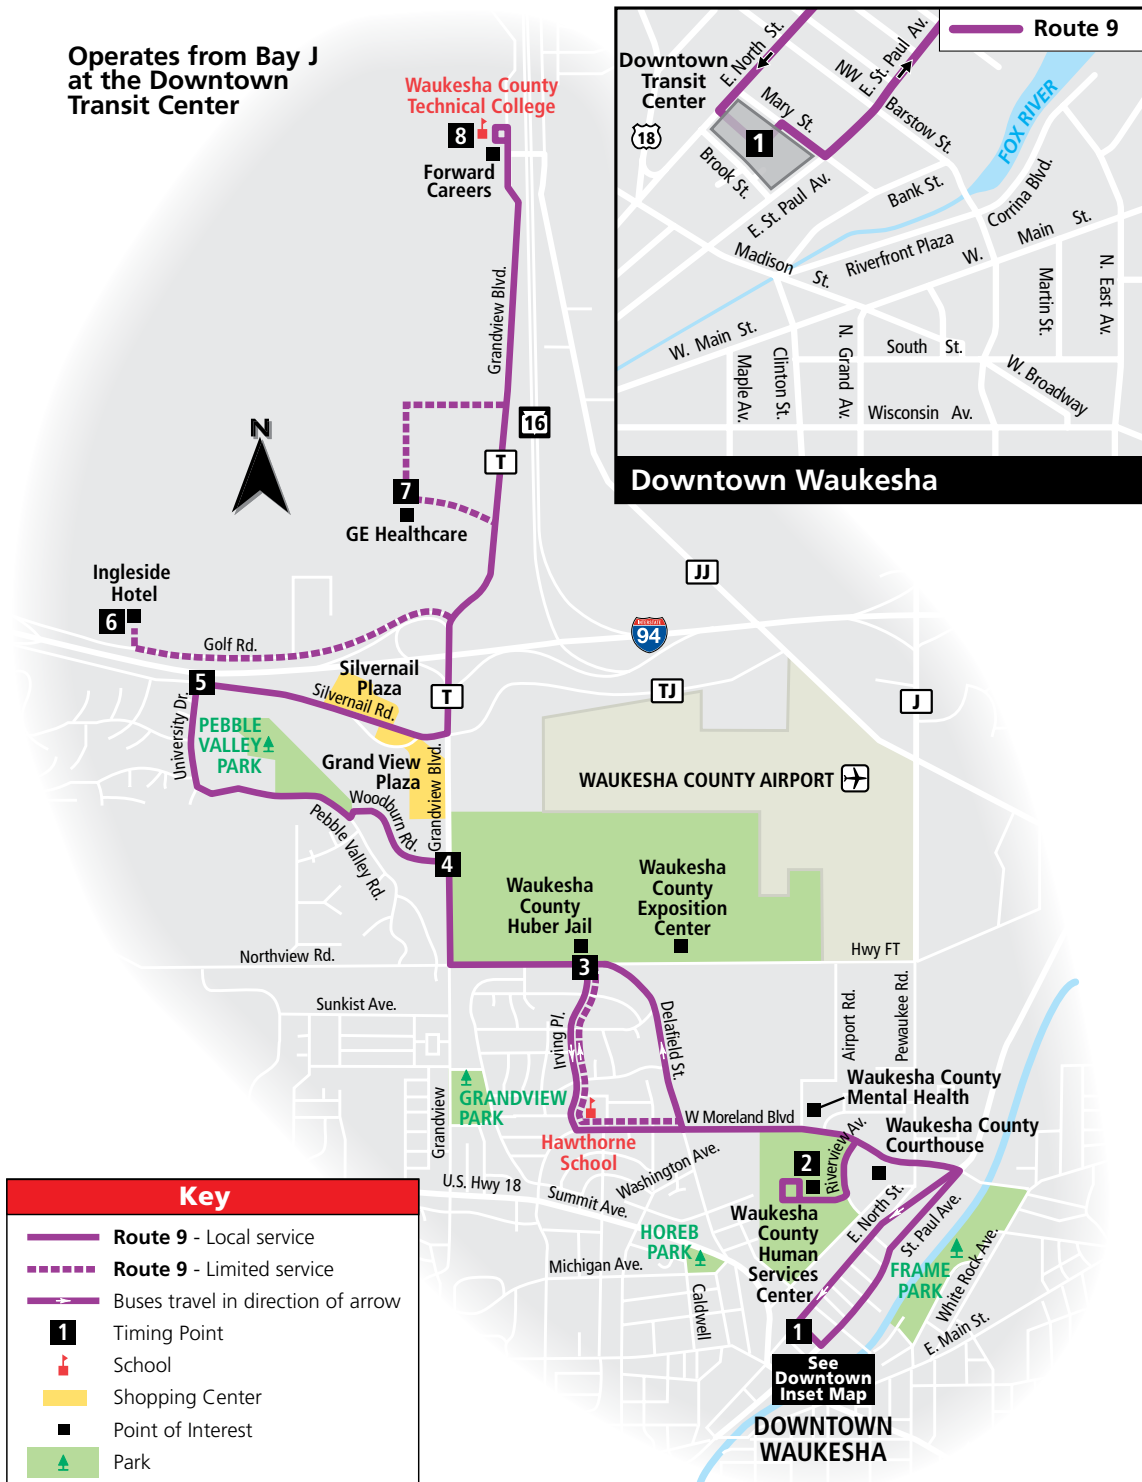 Operates from Bay J
at the Downtown
Transit Center
Waukesha County
Technical College
8
Forward
Careers
Grandview Blvd.
16
T
N
7
GE Healthcare
Ingleside
Hotel
6
Golf Rd.
JJ
INTERSTATE
94
5
Silvernail
Plaza
Silvernail Rd.
T
TJ
J
University Dr.
PEBBLE
VALLEY
PARK
Grand View
Plaza
Grandview Blvd.
Woodburn Rd.
Pebble Valley Rd.
4
WAUKESHA COUNTY AIRPORT
Waukesha
County
Huber Jail
Waukesha
County
Exposition
Center
Northview Rd.
3
Hwy FT
Sunkist Ave.
Irving Pl.
Delafield St.
Airport Rd.
Pewaukee Rd.
Grandview
GRANDVIEW
PARK
Hawthorne
School
W Moreland Blvd
Waukesha County
Mental Health
Waukesha County
Courthouse
Riverview Av.
2
Washington Ave.
U.S. Hwy 18
Summit Ave.
Waukesha
County
Human
Services
Center
E. North St.
St. Paul Ave.
HOREB
PARK
Michigan Ave.
Caldwell
FRAME
PARK
White Rock Ave.
E. Main St.
1
See
Downtown
Inset Map
DOWNTOWN
WAUKESHA
Route 9
Downtown
Transit
Center
E. North St.
NW Barstow St.
E. St. Paul Av.
Mary St.
18
1
Brook St.
E. St. Paul Av.
FOX RIVER
Bank St.
Corrina Blvd.
Madison St.
Riverfront Plaza
W. Main St.
W. Main St.
Maple Av.
Clinton St.
N. Grand Av.
South St.
Martin St.
N. East Av.
W. Broadway
Wisconsin Av.
Downtown Waukesha
Key
Route 9 - Local service
Route 9 - Limited service
Buses travel in direction of arrow
1 Timing Point
School
Shopping Center
Point of Interest
Park